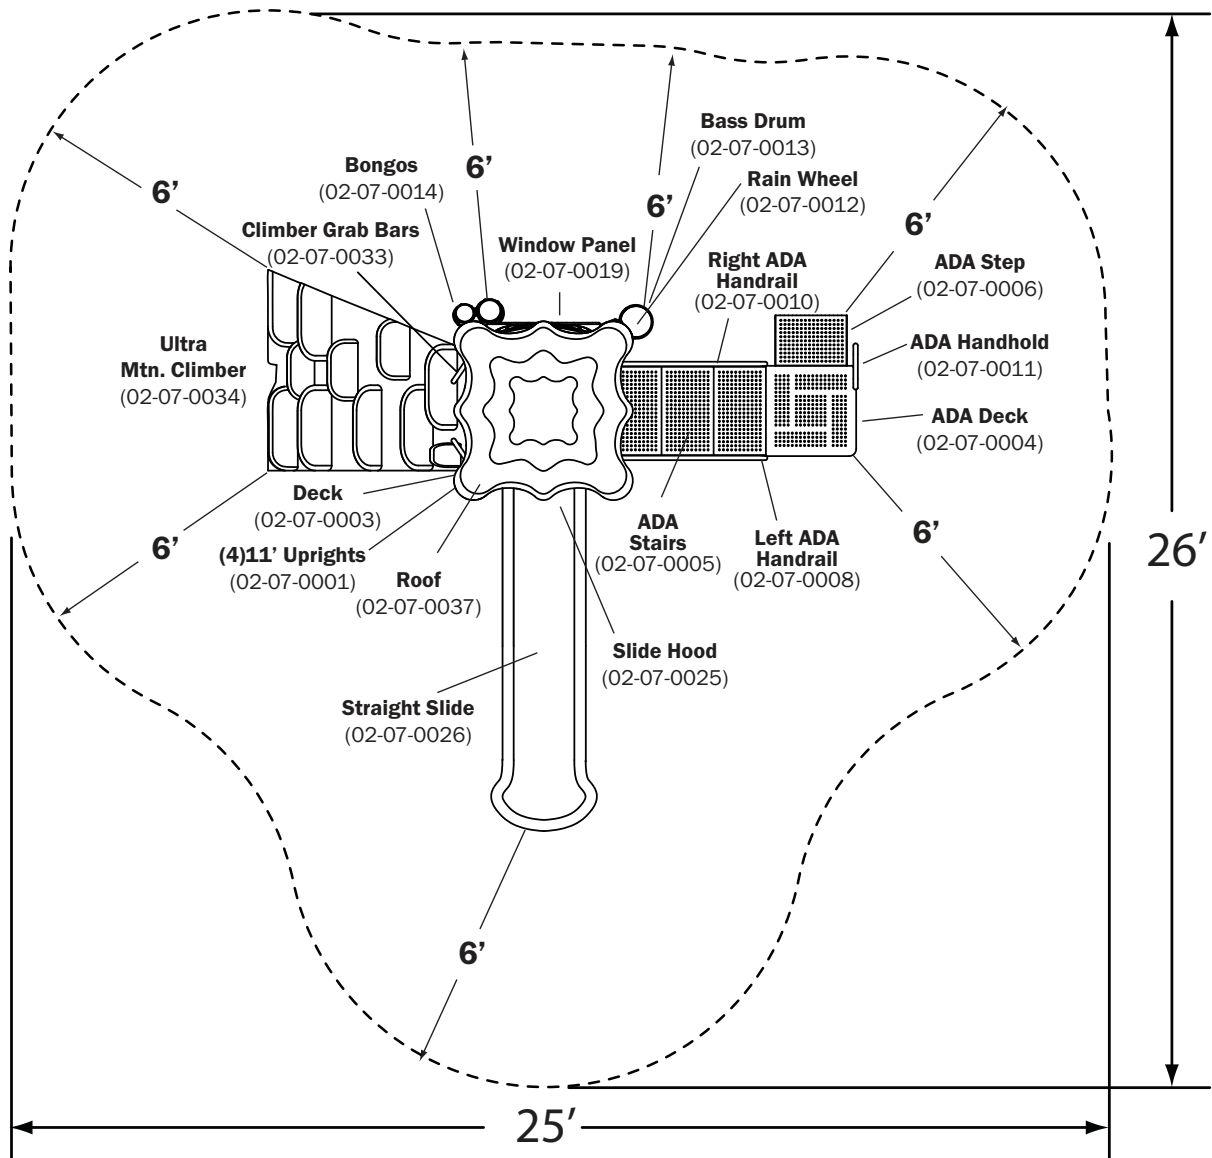 Bass Drum
(02-07-0013)
Bongos
(02-07-0014)
6’
6’
Rain Wheel
(02-07-0012)
6’
6’
6’
Climber Grab Bars
(02-07-0033)
Window Panel
(02-07-0019)
Right ADA
Handrail
(02-07-0010)
ADA Step
(02-07-0006)
Ultra
Mtn. Climber
(02-07-0034)
ADA Handhold
(02-07-0011)
ADA Deck
(02-07-0004)
Deck
(02-07-0003)
(4)11’ Uprights
(02-07-0001)
Roof
(02-07-0037)
ADA
Stairs
(02-07-0005)
Left ADA
Handrail
(02-07-0008)
6’
6’
26’
Slide Hood
(02-07-0025)
Straight Slide
(02-07-0026)
6’
25’